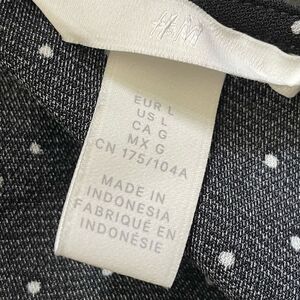 H&M
EUR L
US L
CA G
MX G
CN 175/104A
MADE IN
INDONESIA
FABRIQUÉ EN
INDONÉSIE